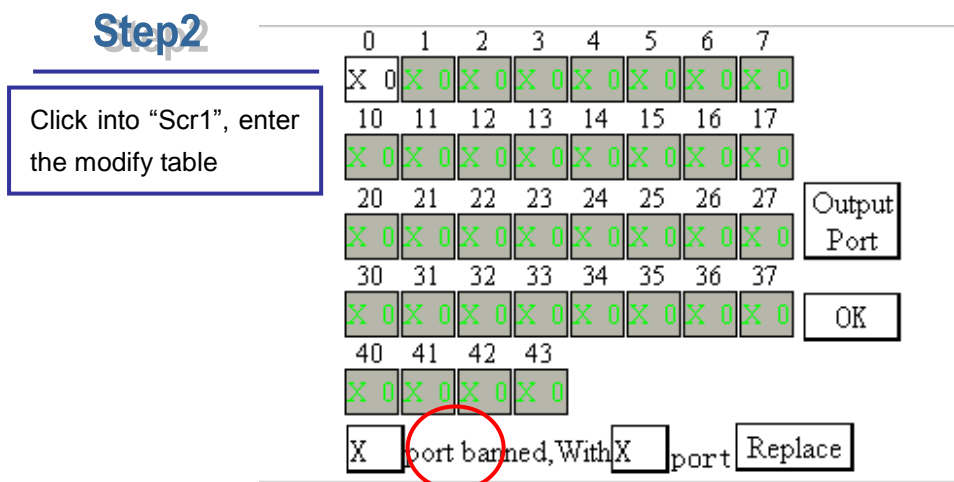 Step2
Click into “Scr1”, enter
the modify table
0 1 2 3 4 5 6 7
X 0 X 0 X 0 X 0 X 0 X 0 X 0 X 0
10 11 12 13 14 15 16 17
X 0 X 0 X 0 X 0 X 0 X 0 X 0 X 0
20 21 22 23 24 25 26 27
X 0 X 0 X 0 X 0 X 0 X 0 X 0 X 0
Output
Port
30 31 32 33 34 35 36 37
X 0 X 0 X 0 X 0 X 0 X 0 X 0 X 0
OK
40 41 42 43
X 0 X 0 X 0 X 0
X port banned,With X port Replace